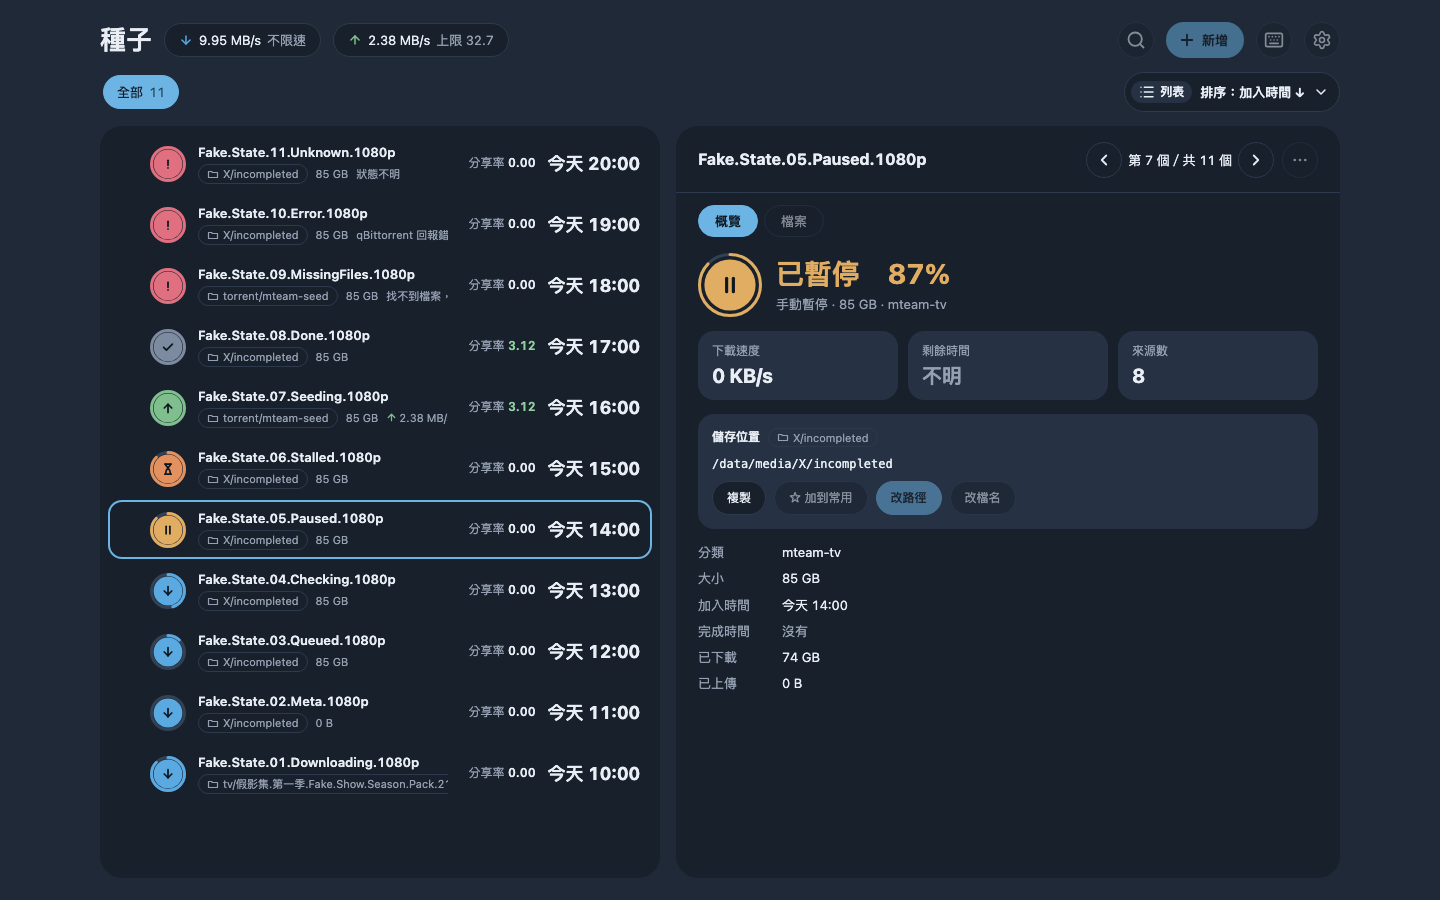 種子 9.95 MB/s 不限速 2.38 MB/s 上限 32.7 新增
全部 11 列表 排序：加入時間
Fake.State.11.Unknown.1080p
X/incompleted 85 GB 狀態不明
分享率 0.00 今天 20:00
Fake.State.10.Error.1080p
X/incompleted 85 GB qBittorrent 回報錯
分享率 0.00 今天 19:00
Fake.State.09.MissingFiles.1080p
torrent/mteam-seed 85 GB 找不到檔案，
分享率 0.00 今天 18:00
Fake.State.08.Done.1080p
X/incompleted 85 GB
分享率 3.12 今天 17:00
Fake.State.07.Seeding.1080p
torrent/mteam-seed 85 GB 2.38 MB/
分享率 3.12 今天 16:00
Fake.State.06.Stalled.1080p
X/incompleted 85 GB
分享率 0.00 今天 15:00
Fake.State.05.Paused.1080p
X/incompleted 85 GB
分享率 0.00 今天 14:00
Fake.State.04.Checking.1080p
X/incompleted 85 GB
分享率 0.00 今天 13:00
Fake.State.03.Queued.1080p
X/incompleted 85 GB
分享率 0.00 今天 12:00
Fake.State.02.Meta.1080p
X/incompleted 0 B
分享率 0.00 今天 11:00
Fake.State.01.Downloading.1080p
tv/假影集.第一季.Fake.Show.Season.Pack.2
分享率 0.00 今天 10:00
Fake.State.05.Paused.1080p 第 7 個 / 共 11 個
概覽 檔案
已暫停 87%
手動暫停 · 85 GB · mteam-tv
下載速度 剩餘時間 來源數
0 KB/s 不明 8
儲存位置 X/incompleted
/data/media/X/incompleted
複製 加到常用 改路徑 改檔名
分類 mteam-tv
大小 85 GB
加入時間 今天 14:00
完成時間 沒有
已下載 74 GB
已上傳 0 B